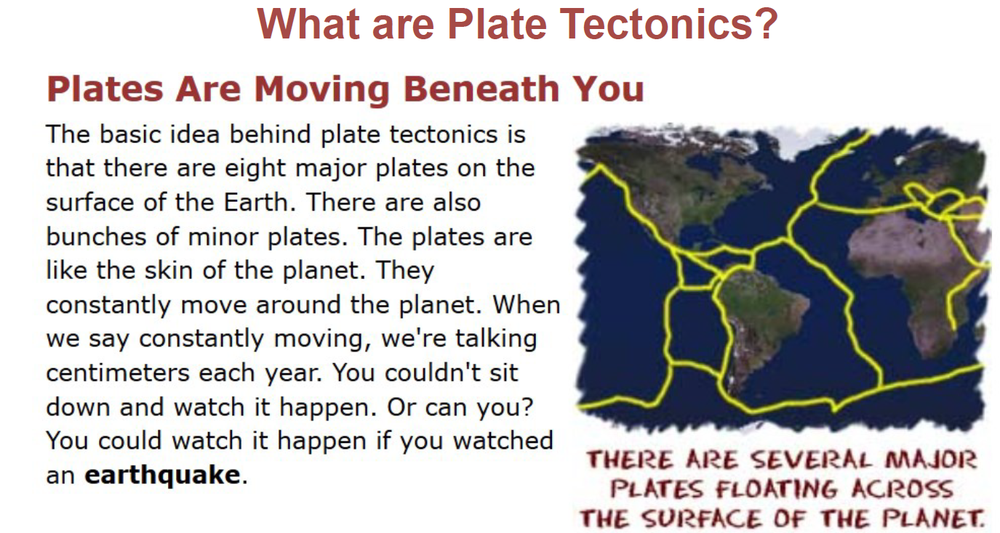 What are Plate Tectonics?
Plates Are Moving Beneath You
The basic idea behind plate tectonics is
that there are eight major plates on the
surface of the Earth. There are also
bunches of minor plates. The plates are
like the skin of the planet. They
constantly move around the planet. When
we say constantly moving, we're talking
centimeters each year. You couldn't sit
down and watch it happen. Or can you?
You could watch it happen if you watched
an earthquake.
THERE ARE SEVERAL MAJOR
PLATES FLOATING ACROSS
THE SURFACE OF THE PLANET.